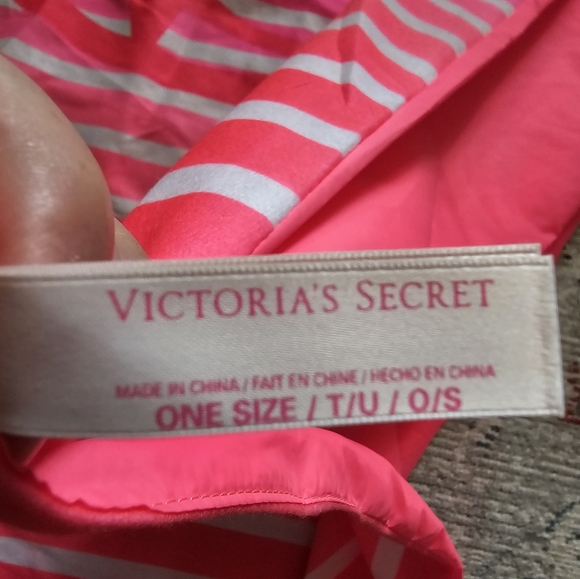 VICTORIA'S SECRET
MADE IN CHINA / FAIT EN CHINE / HECHO EN CHINA
ONE SIZE / T/U / O/S